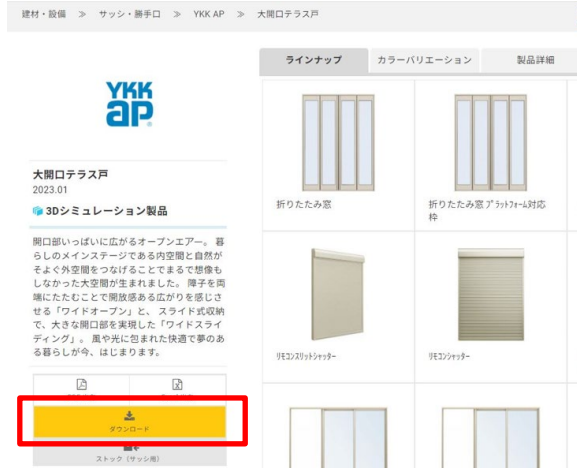 建材・設備 ≫ サッシ・勝手口 ≫ YKK AP ≫ 大開口テラス戸
ラインナップ カラーバリエーション 製品詳細
YKK
ap
大開口テラス戸
2023.01
3Dシミュレーション製品
開口部いっぱいに広がるオープンエアー。 暮
らしのメインステージである内空間と自然が
そよぐ外空間をつなげることでまるで想像も
しなかった大空間が生まれました。 障子を両
端にたたむことで開放感ある広がりを感じさ
せる「ワイドオープン」と、 スライド式収納
で、大きな開口部を実現した「ワイドスライ
ディング」。 風や光に包まれた快適で夢のあ
る暮らしが今、はじまります。
ダウンロード
ストック（サッシ用）
折りたたみ窓
折りたたみ窓 ﾌﾟﾗｯﾄﾌｫｰﾑ対応
枠
ﾘﾓｺﾝｽﾘｯﾄｼｬｯﾀｰ
ﾘﾓｺﾝｼｬｯﾀｰ